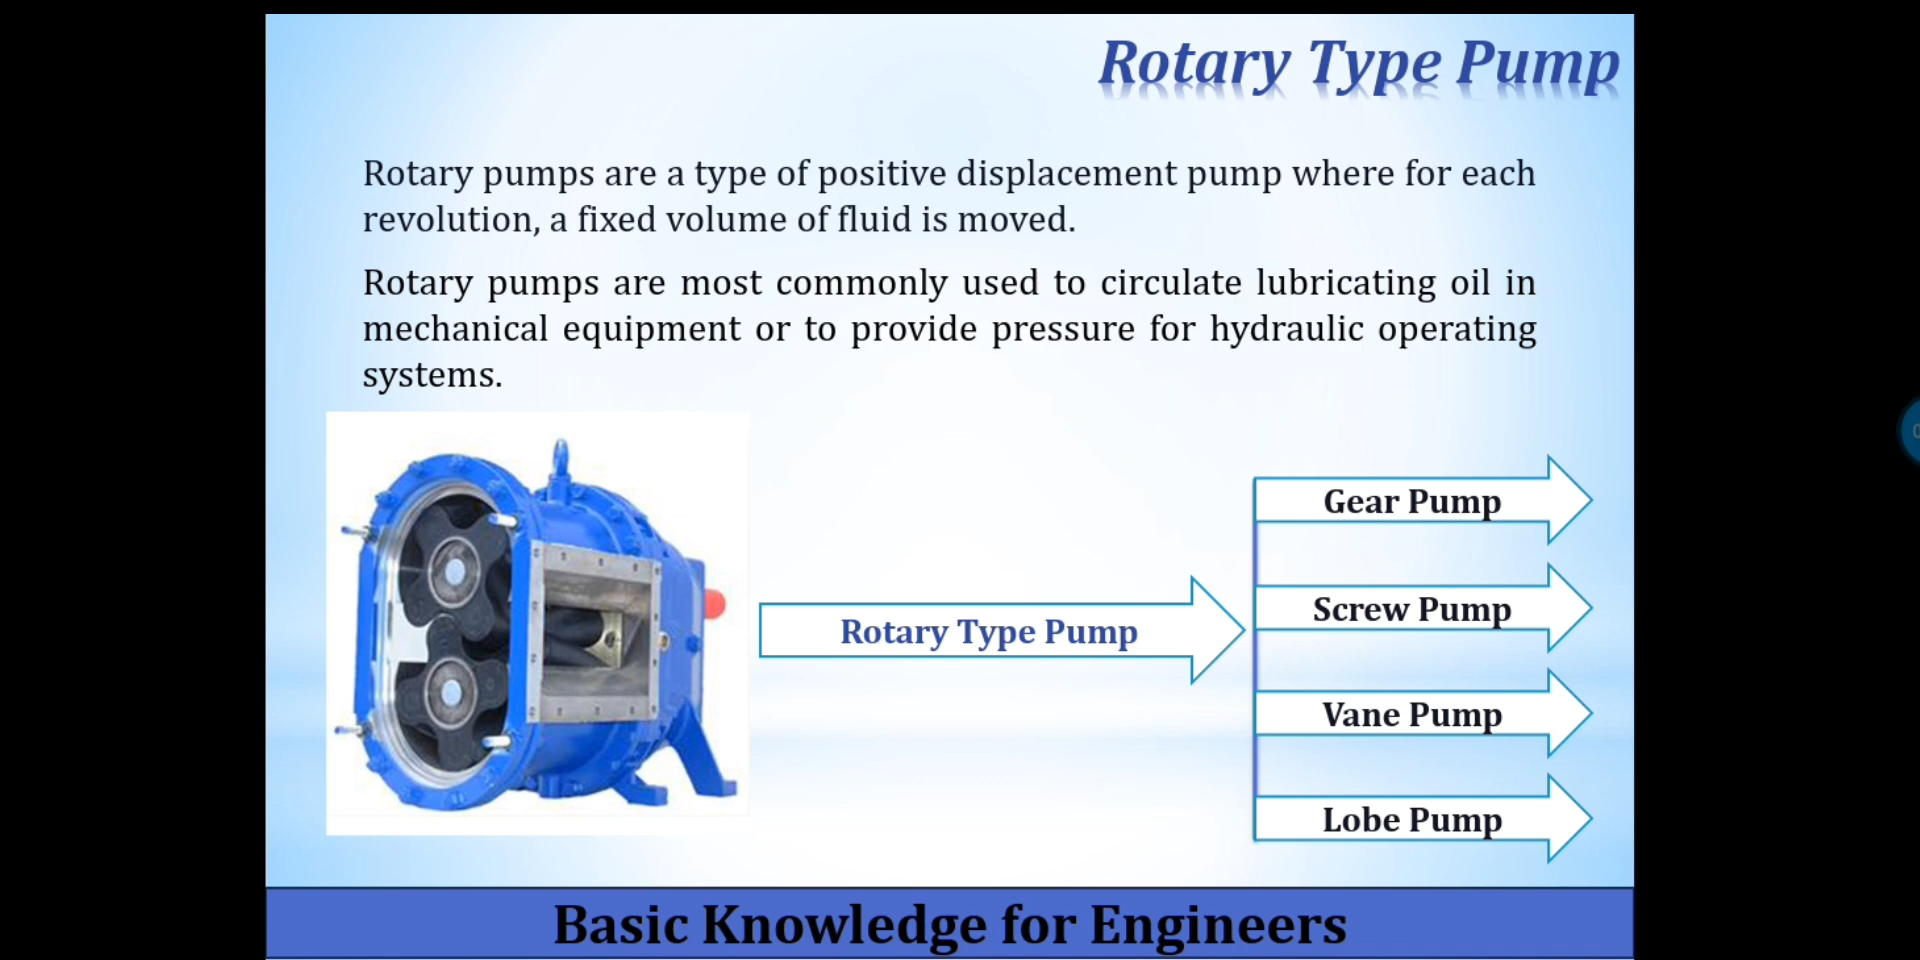 Rotary Type Pump
Rotary pumps are a type of positive displacement pump where for each
revolution, a fixed volume of fluid is moved.
Rotary pumps are most commonly used to circulate lubricating oil in
mechanical equipment or to provide pressure for hydraulic operating
systems.
Gear Pump
Screw Pump
Rotary Type Pump
Vane Pump
Lobe Pump
Basic Knowledge for Engineers